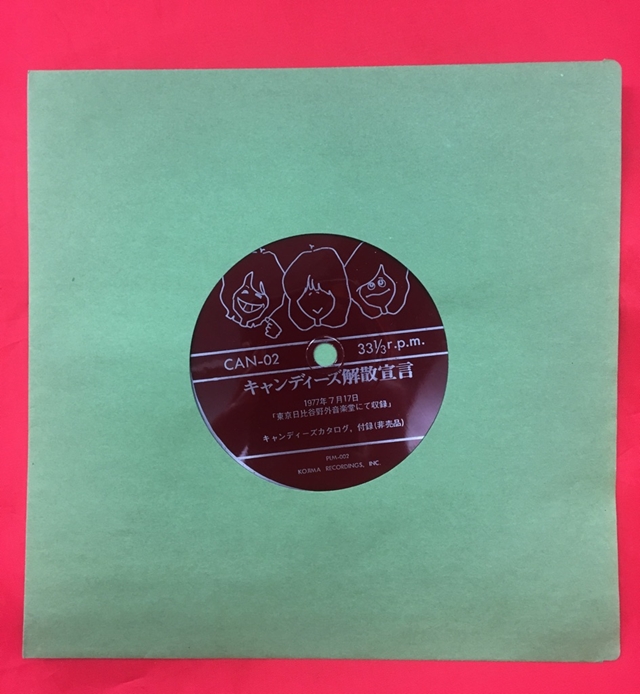 CAN-02 33⅓r.p.m.
キャンディーズ解散宣言
1977年7月17日
「東京日比谷野外音楽堂にて収録」
キャンディーズカタログ、付録(非売品)
PLM-002
KOJIMA RECORDINGS, INC.